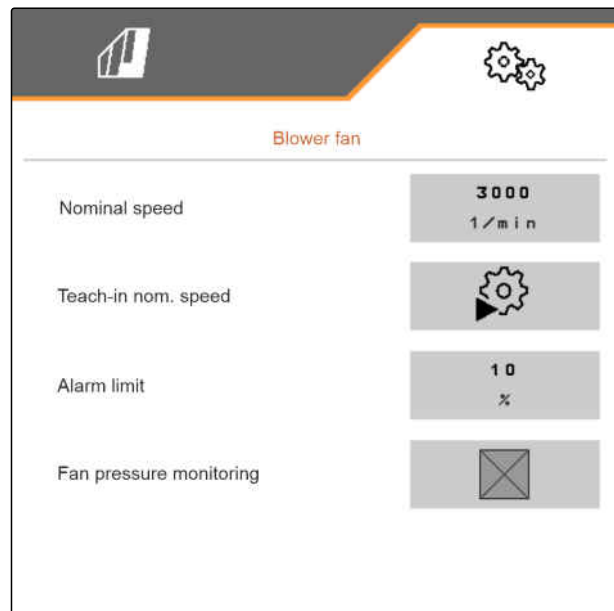 Blower fan
Nominal speed
3000
1/min
Teach-in nom. speed
Alarm limit
10
%
Fan pressure monitoring